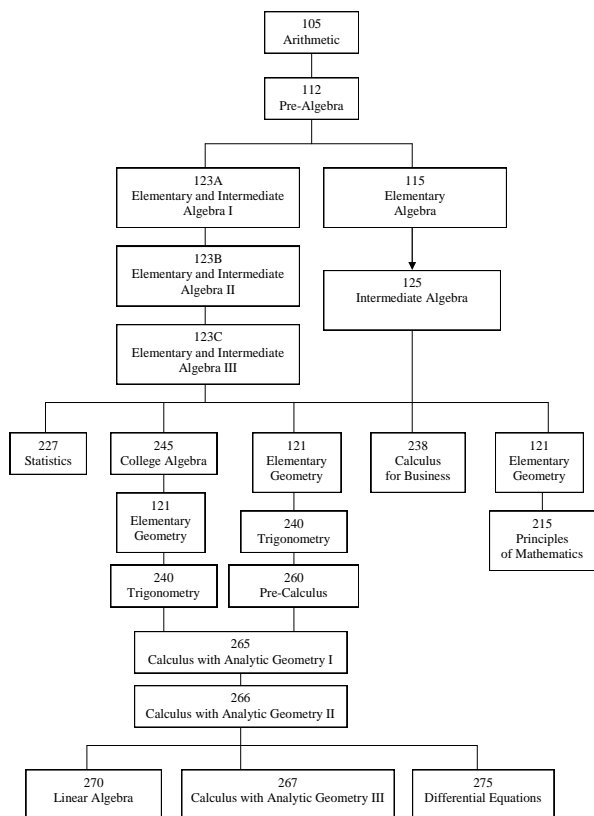 105
Arithmetic
112
Pre-Algebra
123A
Elementary and Intermediate
Algebra I
115
Elementary
Algebra
123B
Elementary and Intermediate
Algebra II
125
Intermediate Algebra
123C
Elementary and Intermediate
Algebra III
227
Statistics
245
College Algebra
121
Elementary
Geometry
238
Calculus
for Business
121
Elementary
Geometry
121
Elementary
Geometry
240
Trigonometry
215
Principles
of Mathematics
240
Trigonometry
260
Pre-Calculus
265
Calculus with Analytic Geometry I
266
Calculus with Analytic Geometry II
270
Linear Algebra
267
Calculus with Analytic Geometry III
275
Differential Equations